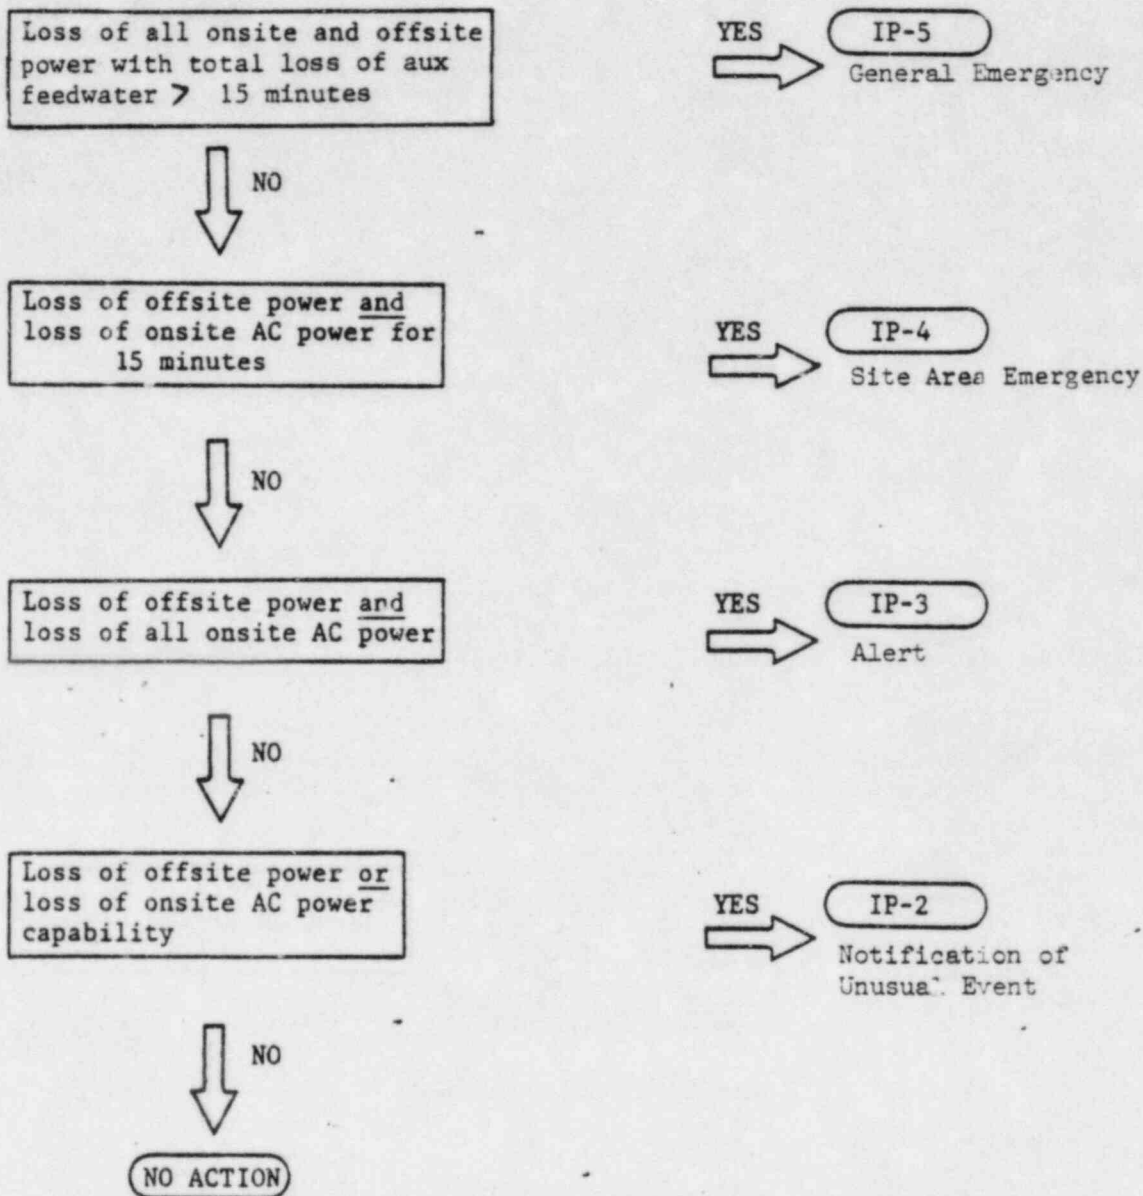 Loss of all onsite and offsite
power with total loss of aux
feedwater > 15 minutes
YES
IP-5
General Emergency
NO
Loss of offsite power and
loss of onsite AC power for
15 minutes
YES
IP-4
Site Area Emergency
NO
Loss of offsite power and
loss of all onsite AC power
YES
IP-3
Alert
NO
Loss of offsite power or
loss of onsite AC power
capability
YES
IP-2
Notification of
Unusual Event
NO
NO ACTION